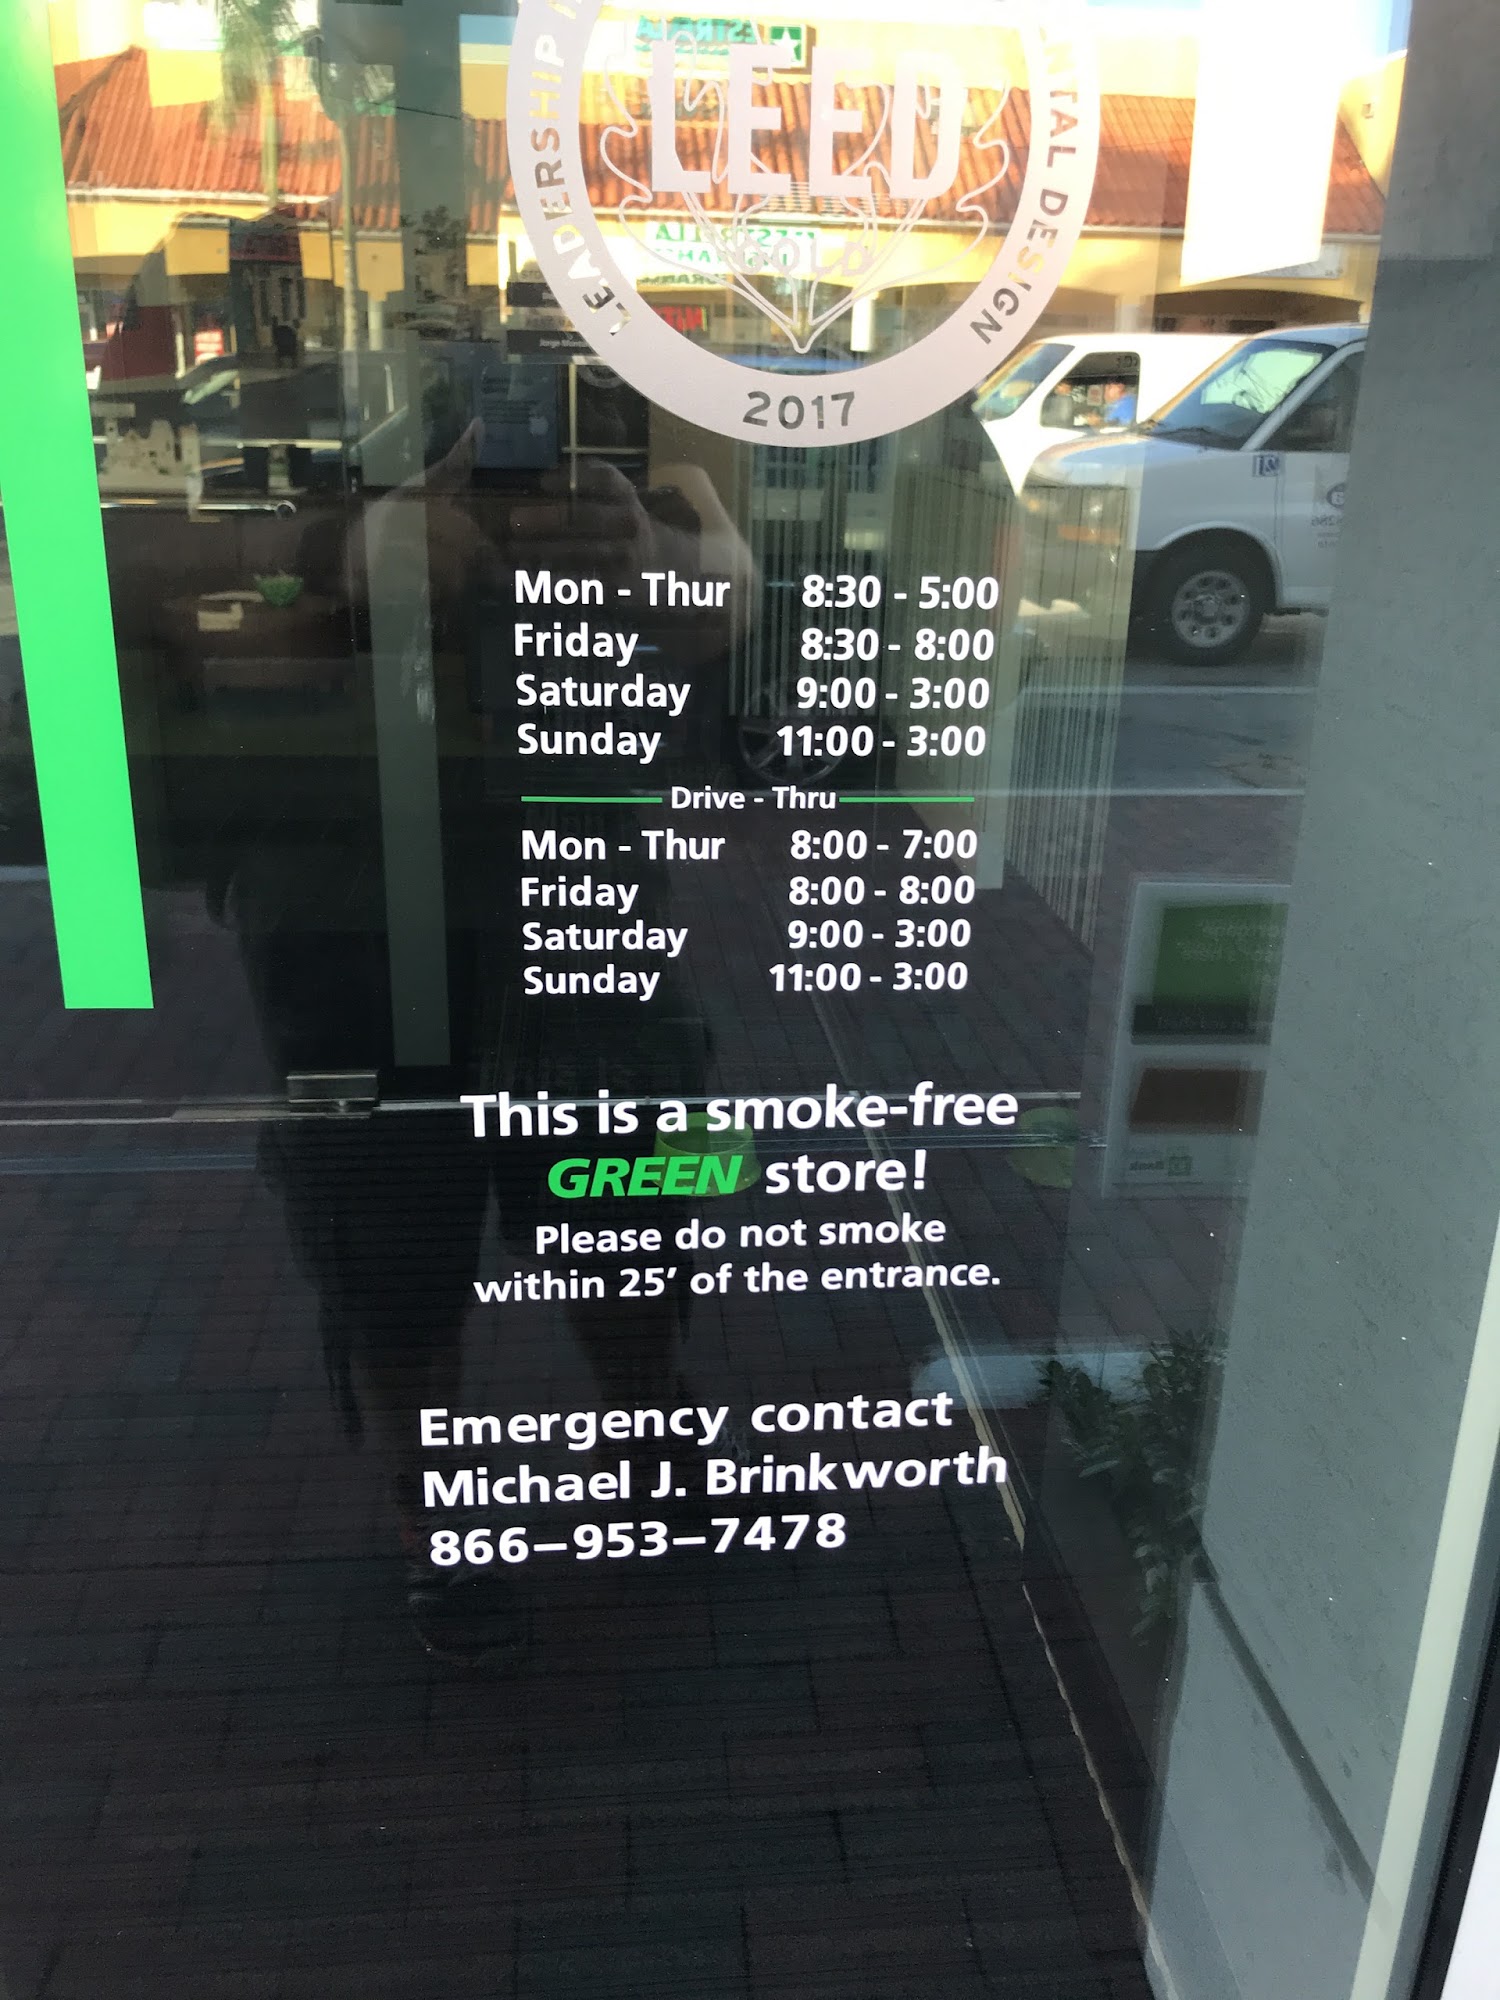 LEADERSHIP
NTAL DESIGN
LEED
GOLD
2017
Mon - Thur 8:30 - 5:00
Friday 8:30 - 8:00
Saturday 9:00 - 3:00
Sunday 11:00 - 3:00
Drive - Thru
Mon - Thur 8:00 - 7:00
Friday 8:00 - 8:00
Saturday 9:00 - 3:00
Sunday 11:00 - 3:00
This is a smoke-free
GREEN store!
Please do not smoke
within 25' of the entrance.
Emergency contact
Michael J. Brinkworth
866-953-7478